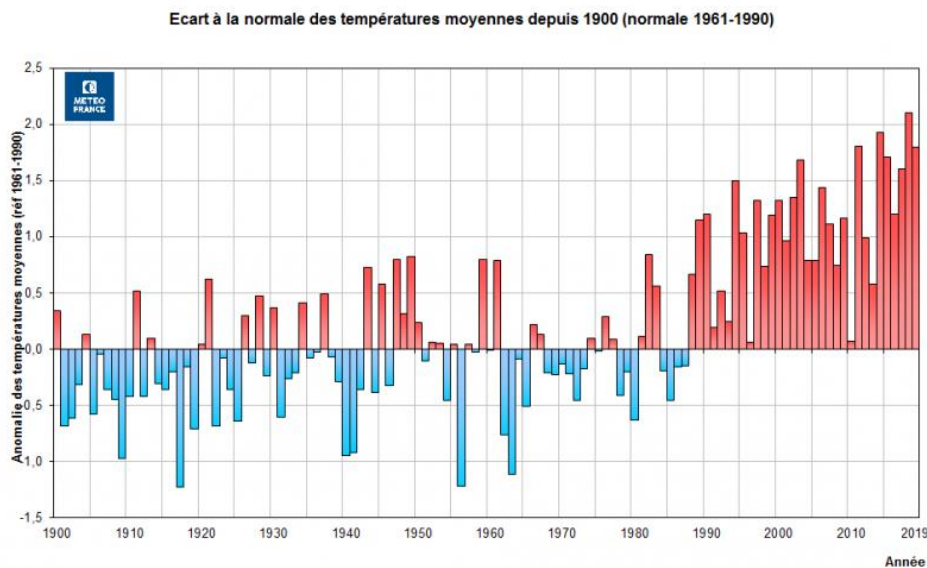 Ecart à la normale des températures moyennes depuis 1900 (normale 1961-1990)
Anomalie des températures moyennes (réf 1961-1990)
METEO
FRANCE
2,5
2,0
1,5
1,0
0,5
0,0
-0,5
-1,0
-1,5
1900 1910 1920 1930 1940 1950 1960 1970 1980 1990 2000 2010 2019
Année